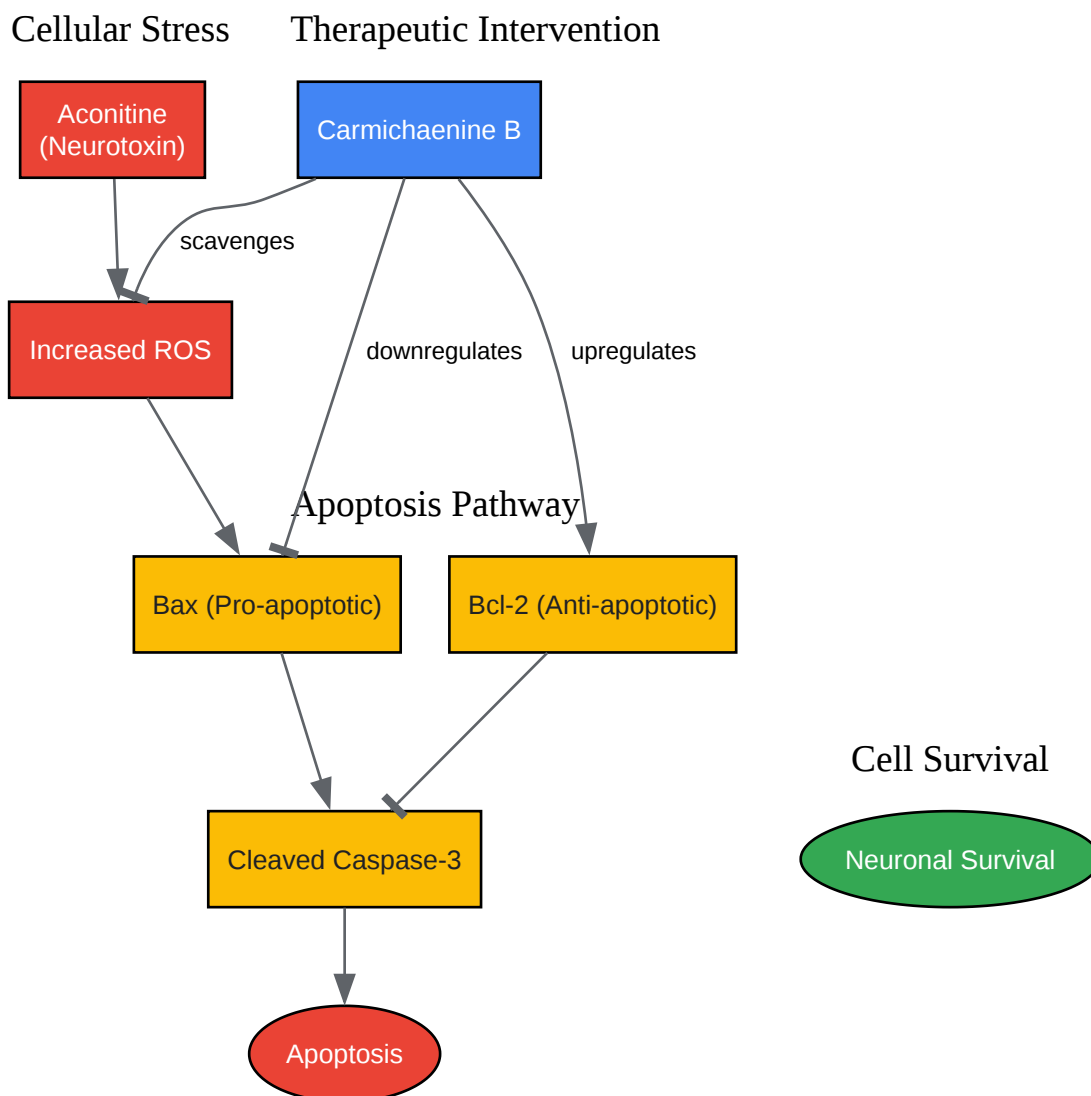 Cellular Stress
Therapeutic Intervention
Aconitine
(Neurotoxin)
Carmichaenine B
scavenges
Increased ROS
downregulates
upregulates
Apoptosis Pathway
Bax (Pro-apoptotic)
Bcl-2 (Anti-apoptotic)
Cell Survival
Cleaved Caspase-3
Neuronal Survival
Apoptosis